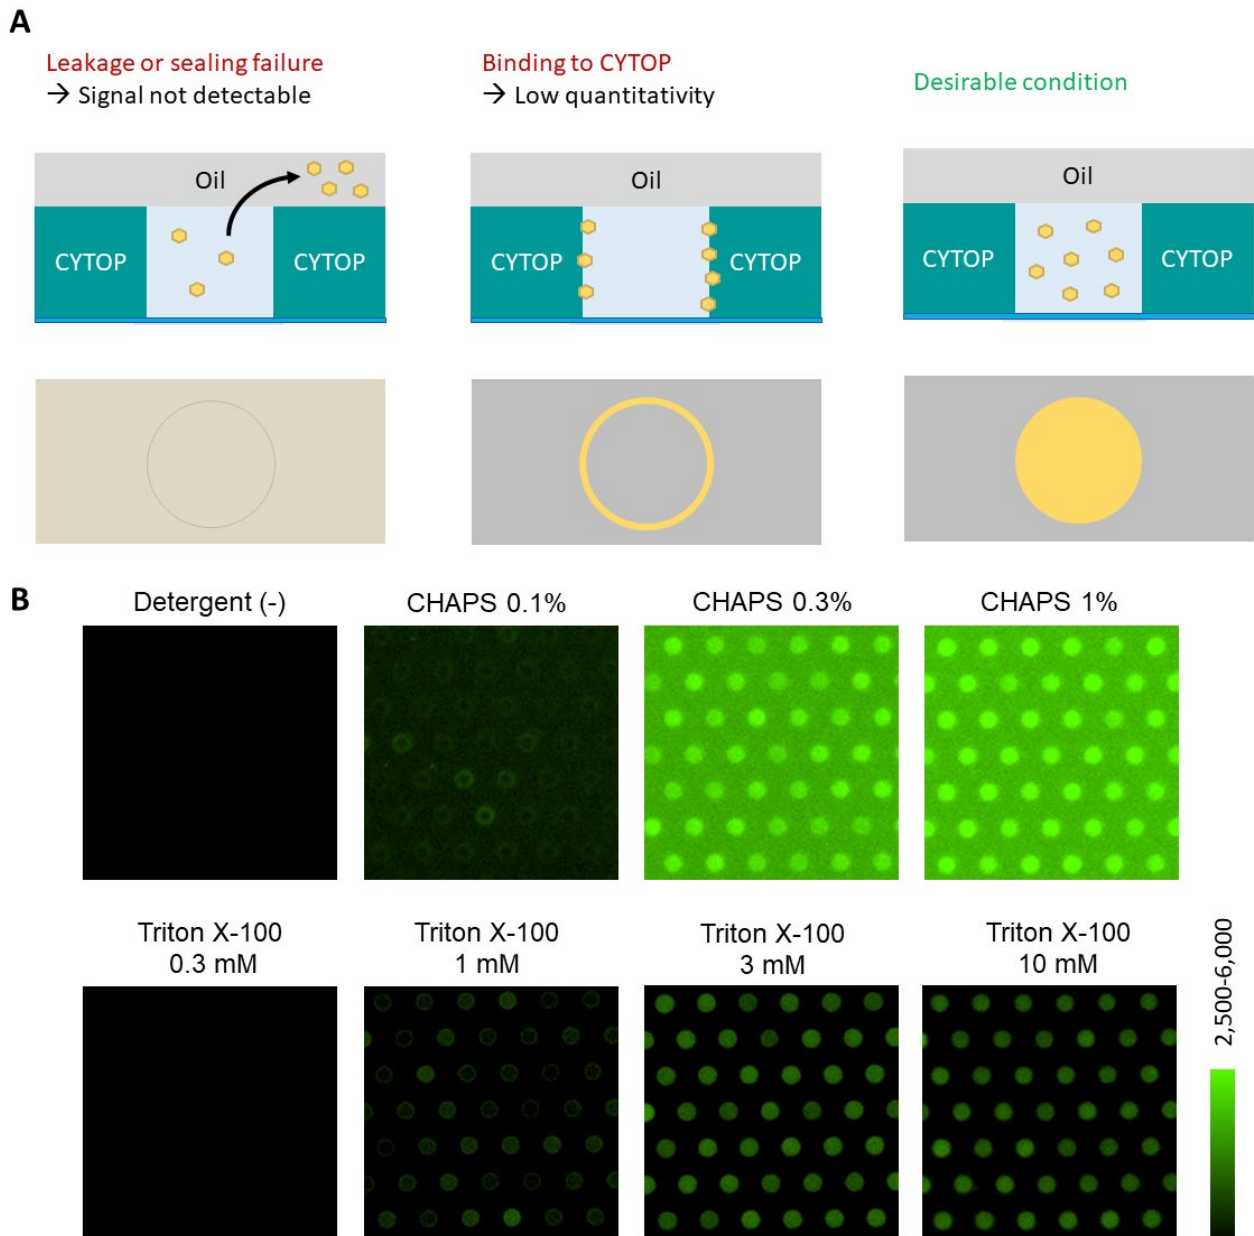 A
Leakage or sealing failure
→ Signal not detectable
Binding to CYTOP
→ Low quantitativity
Desirable condition
Oil
CYTOP
CYTOP
Oil
CYTOP
CYTOP
Oil
CYTOP
CYTOP
B
Detergent (-)
CHAPS 0.1%
CHAPS 0.3%
CHAPS 1%
Triton X-100
0.3 mM
Triton X-100
1 mM
Triton X-100
3 mM
Triton X-100
10 mM
2,500-6,000